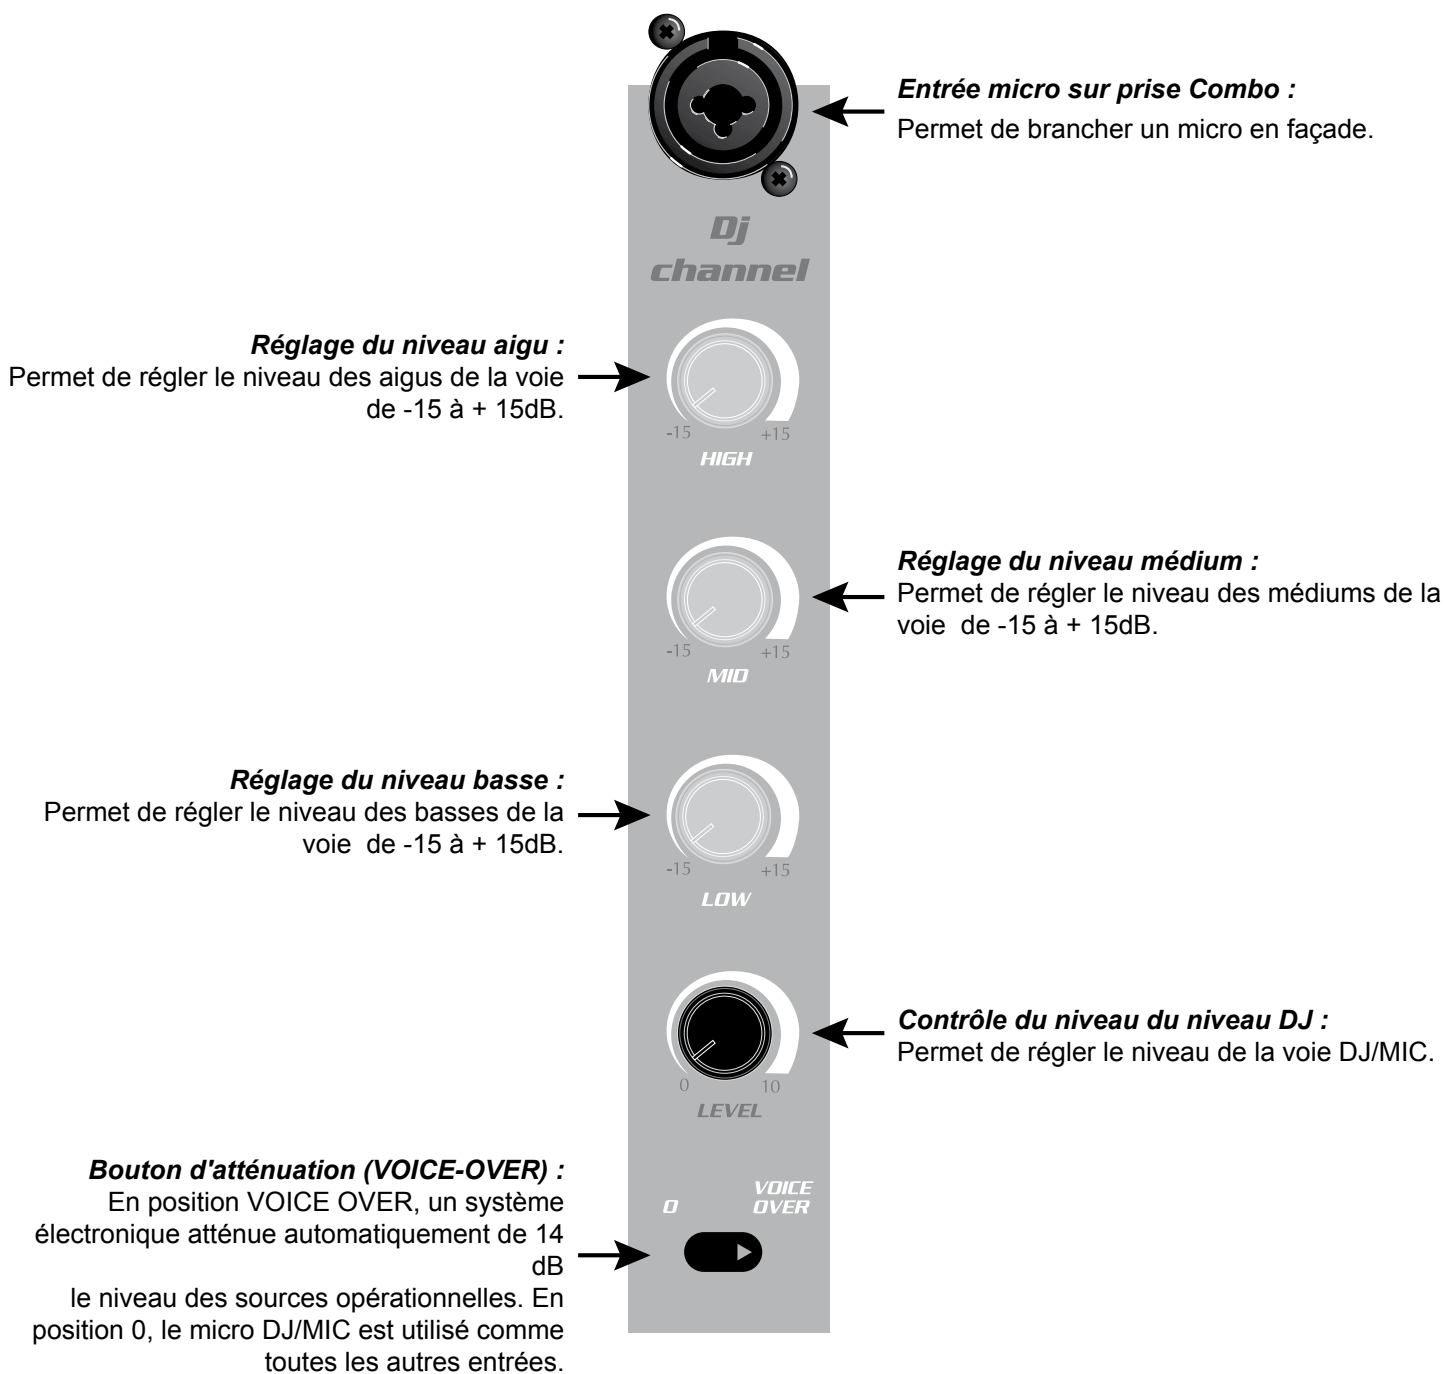 Entrée micro sur prise Combo :
Permet de brancher un micro en façade.
Dj
channel
Réglage du niveau aigu :
Permet de régler le niveau des aigus de la voie
de -15 à + 15dB.
-15 +15
HIGH
Réglage du niveau médium :
Permet de régler le niveau des médiums de la
voie  de -15 à + 15dB.
-15 +15
MID
Réglage du niveau basse :
Permet de régler le niveau des basses de la
voie  de -15 à + 15dB.
-15 +15
LOW
Contrôle du niveau du niveau DJ :
Permet de régler le niveau de la voie DJ/MIC.
0 10
LEVEL
Bouton d'atténuation (VOICE-OVER) :
En position VOICE OVER, un système
électronique atténue automatiquement de 14
dB
le niveau des sources opérationnelles. En
position 0, le micro DJ/MIC est utilisé comme
toutes les autres entrées.
VOICE
0 OVER